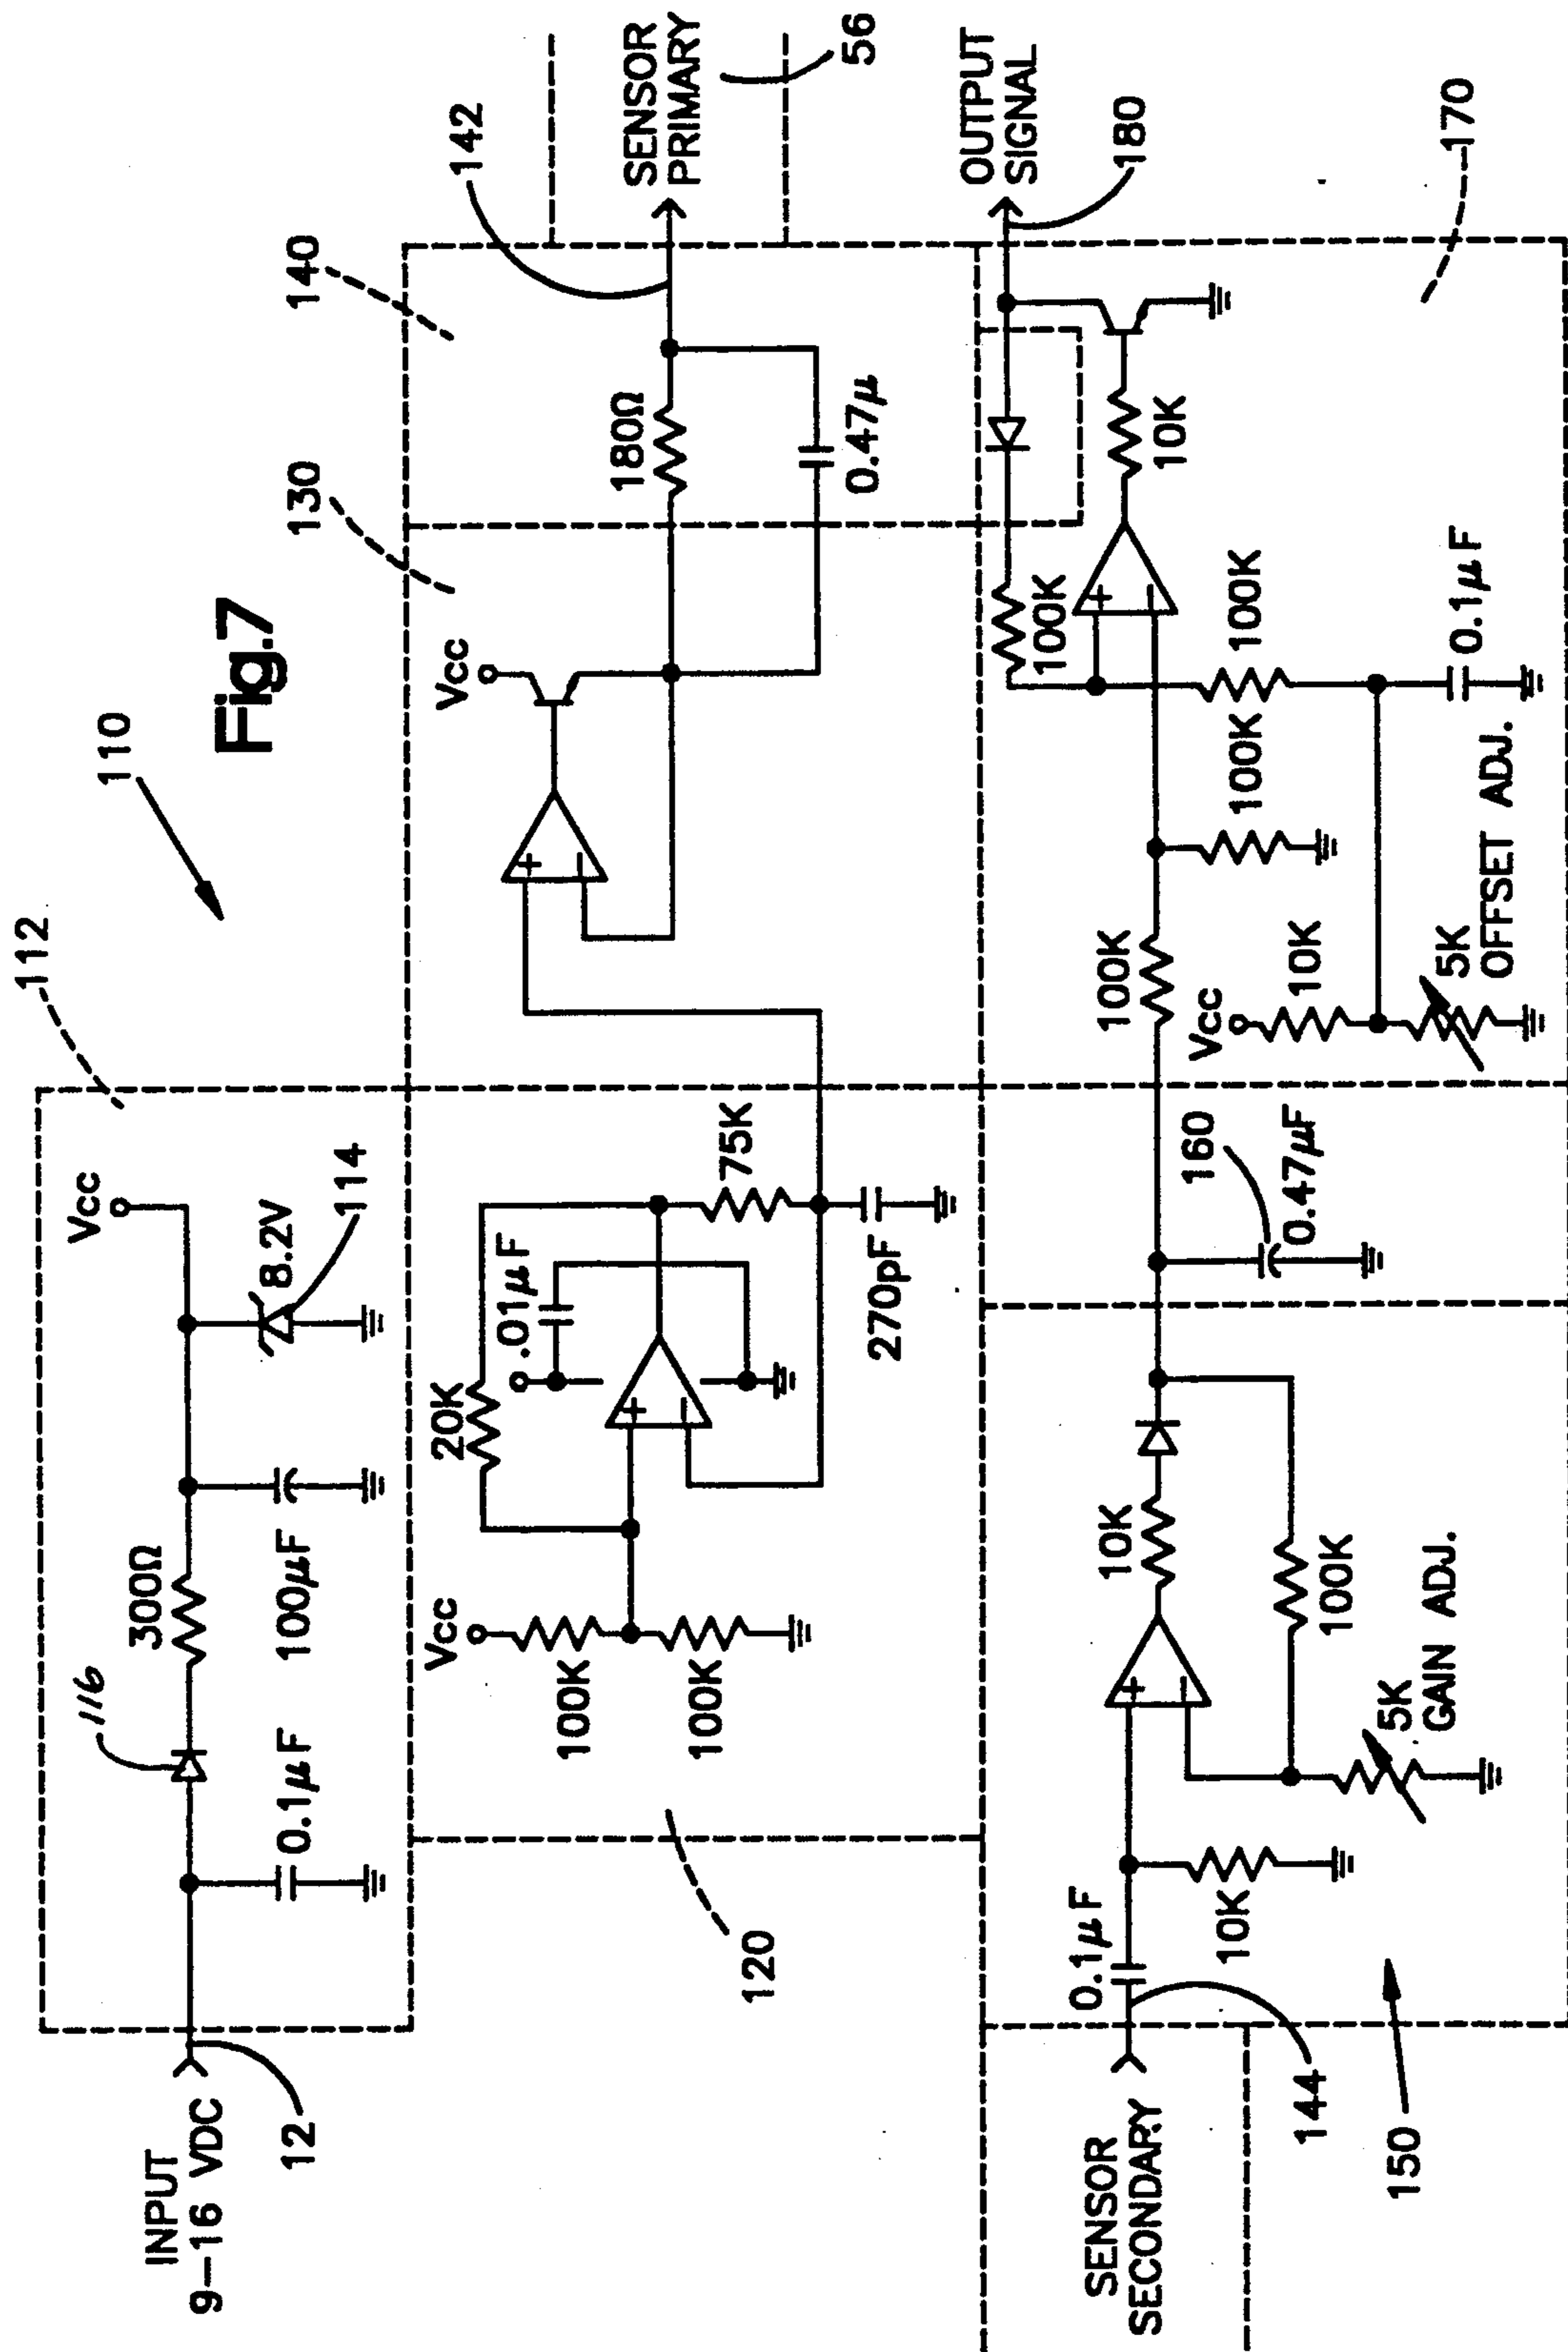 Fig.7
110
112
INPUT
9–16 VDC
12
116
300Ω
0.1μF
100μF
Vcc
8.2V
114
120
Vcc
100K
100K
20K
.01μF
+
−
75K
270pF
130
Vcc
+
−
140
180Ω
0.47μ
142
SENSOR
PRIMARY
56
SENSOR
SECONDARY
144
150
0.1μF
10K
+
−
10K
100K
5K
GAIN ADJ.
160
0.47μF
100K
Vcc
10K
5K
OFFSET ADJ.
100K
100K
0.1μF
100K
+
−
10K
OUTPUT
SIGNAL
180
170